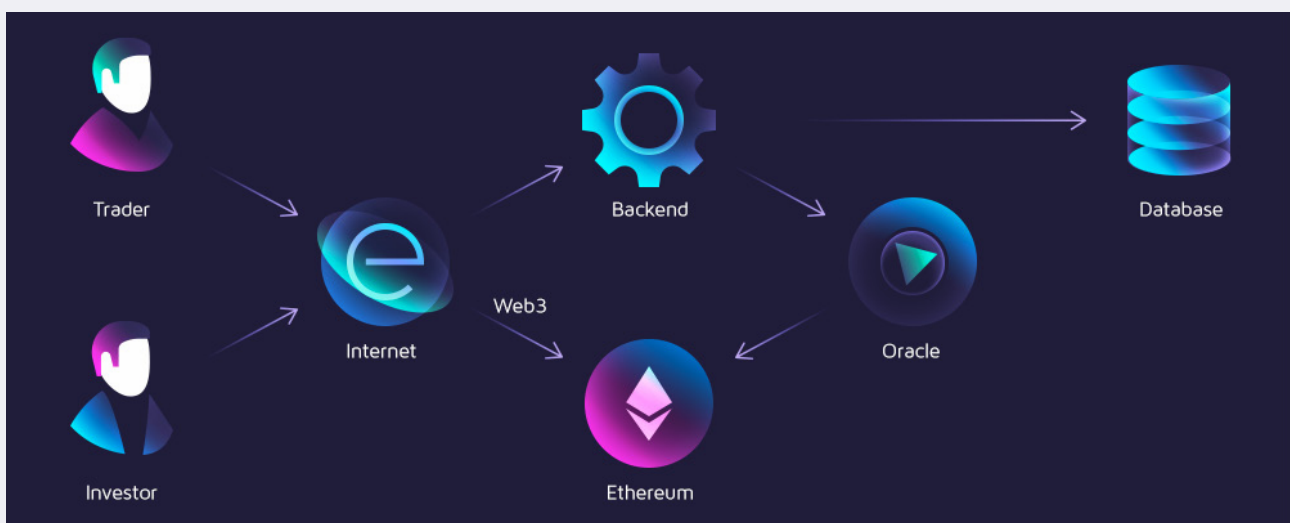 Trader
Backend
Database
Web3
Internet
Oracle
Investor
Ethereum